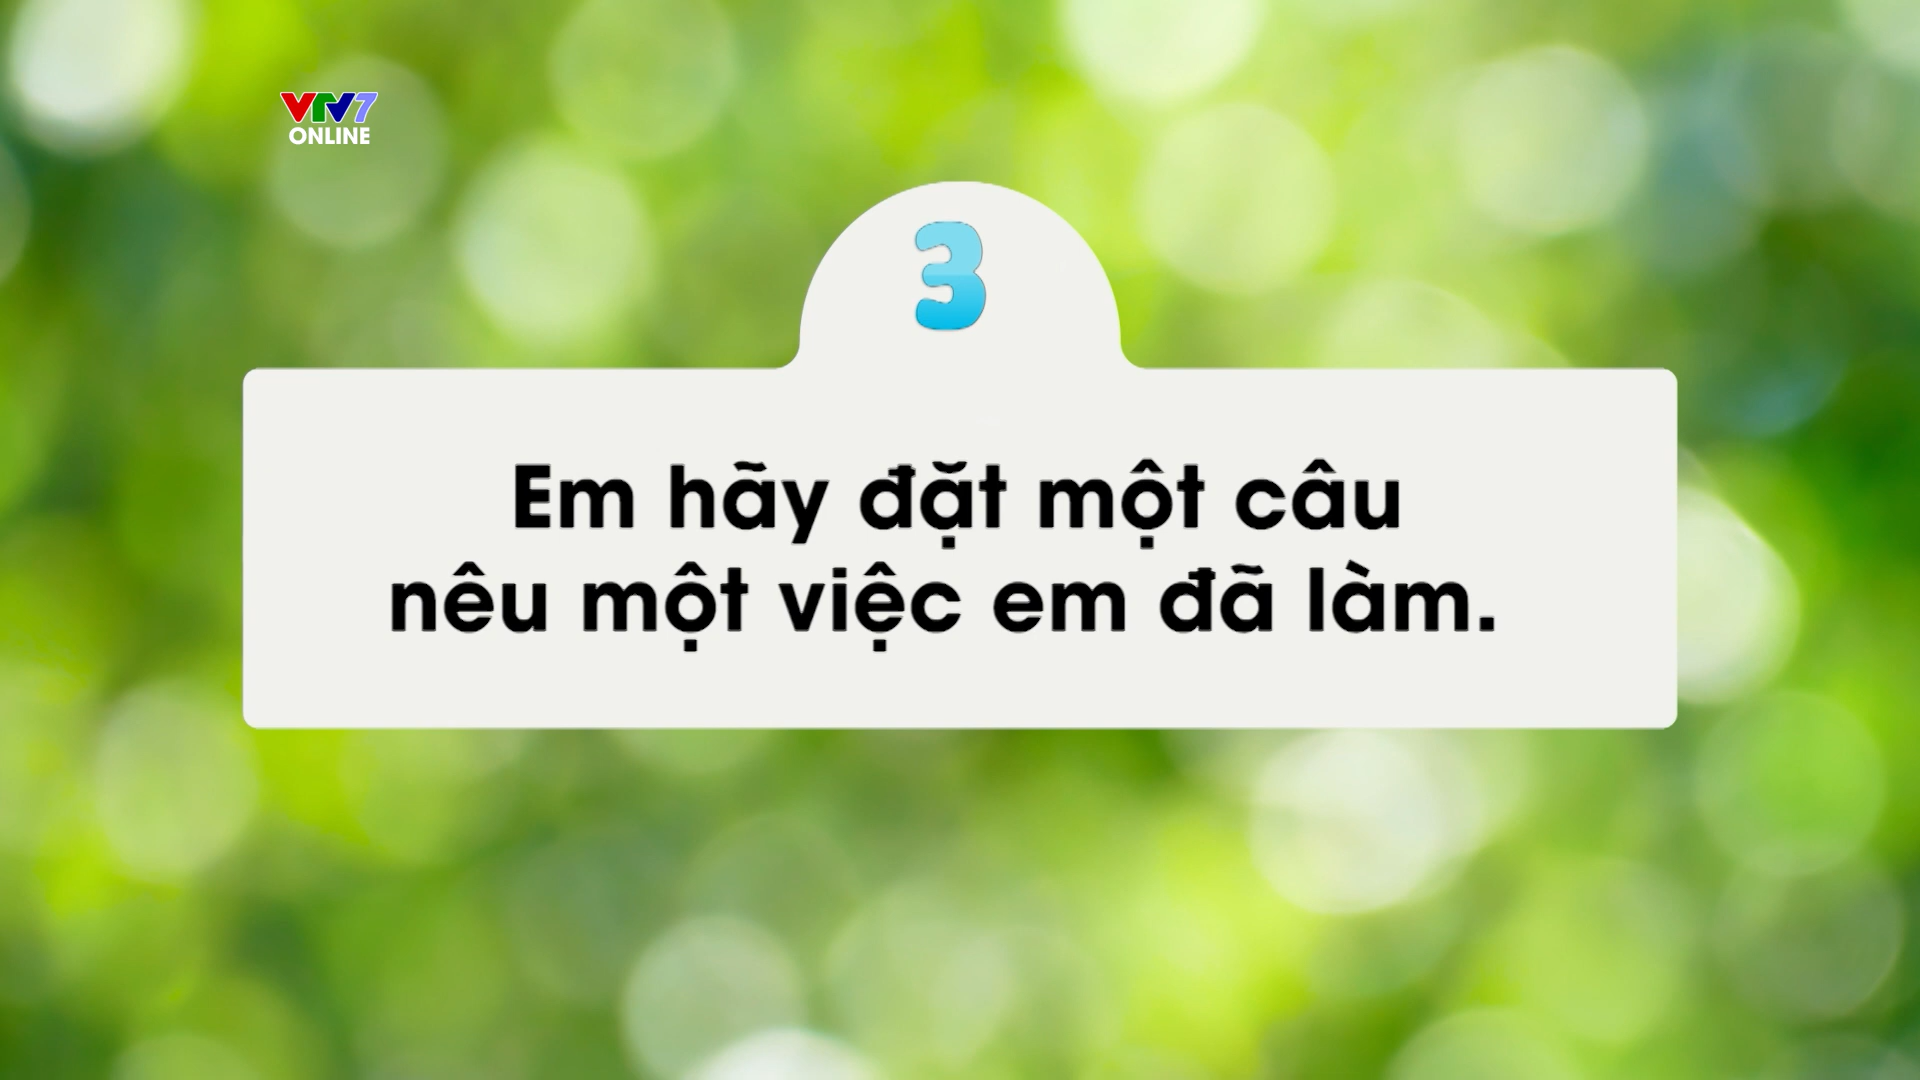 VTV7
ONLINE
3
Em hãy đặt một câu
nêu một việc em đã làm.